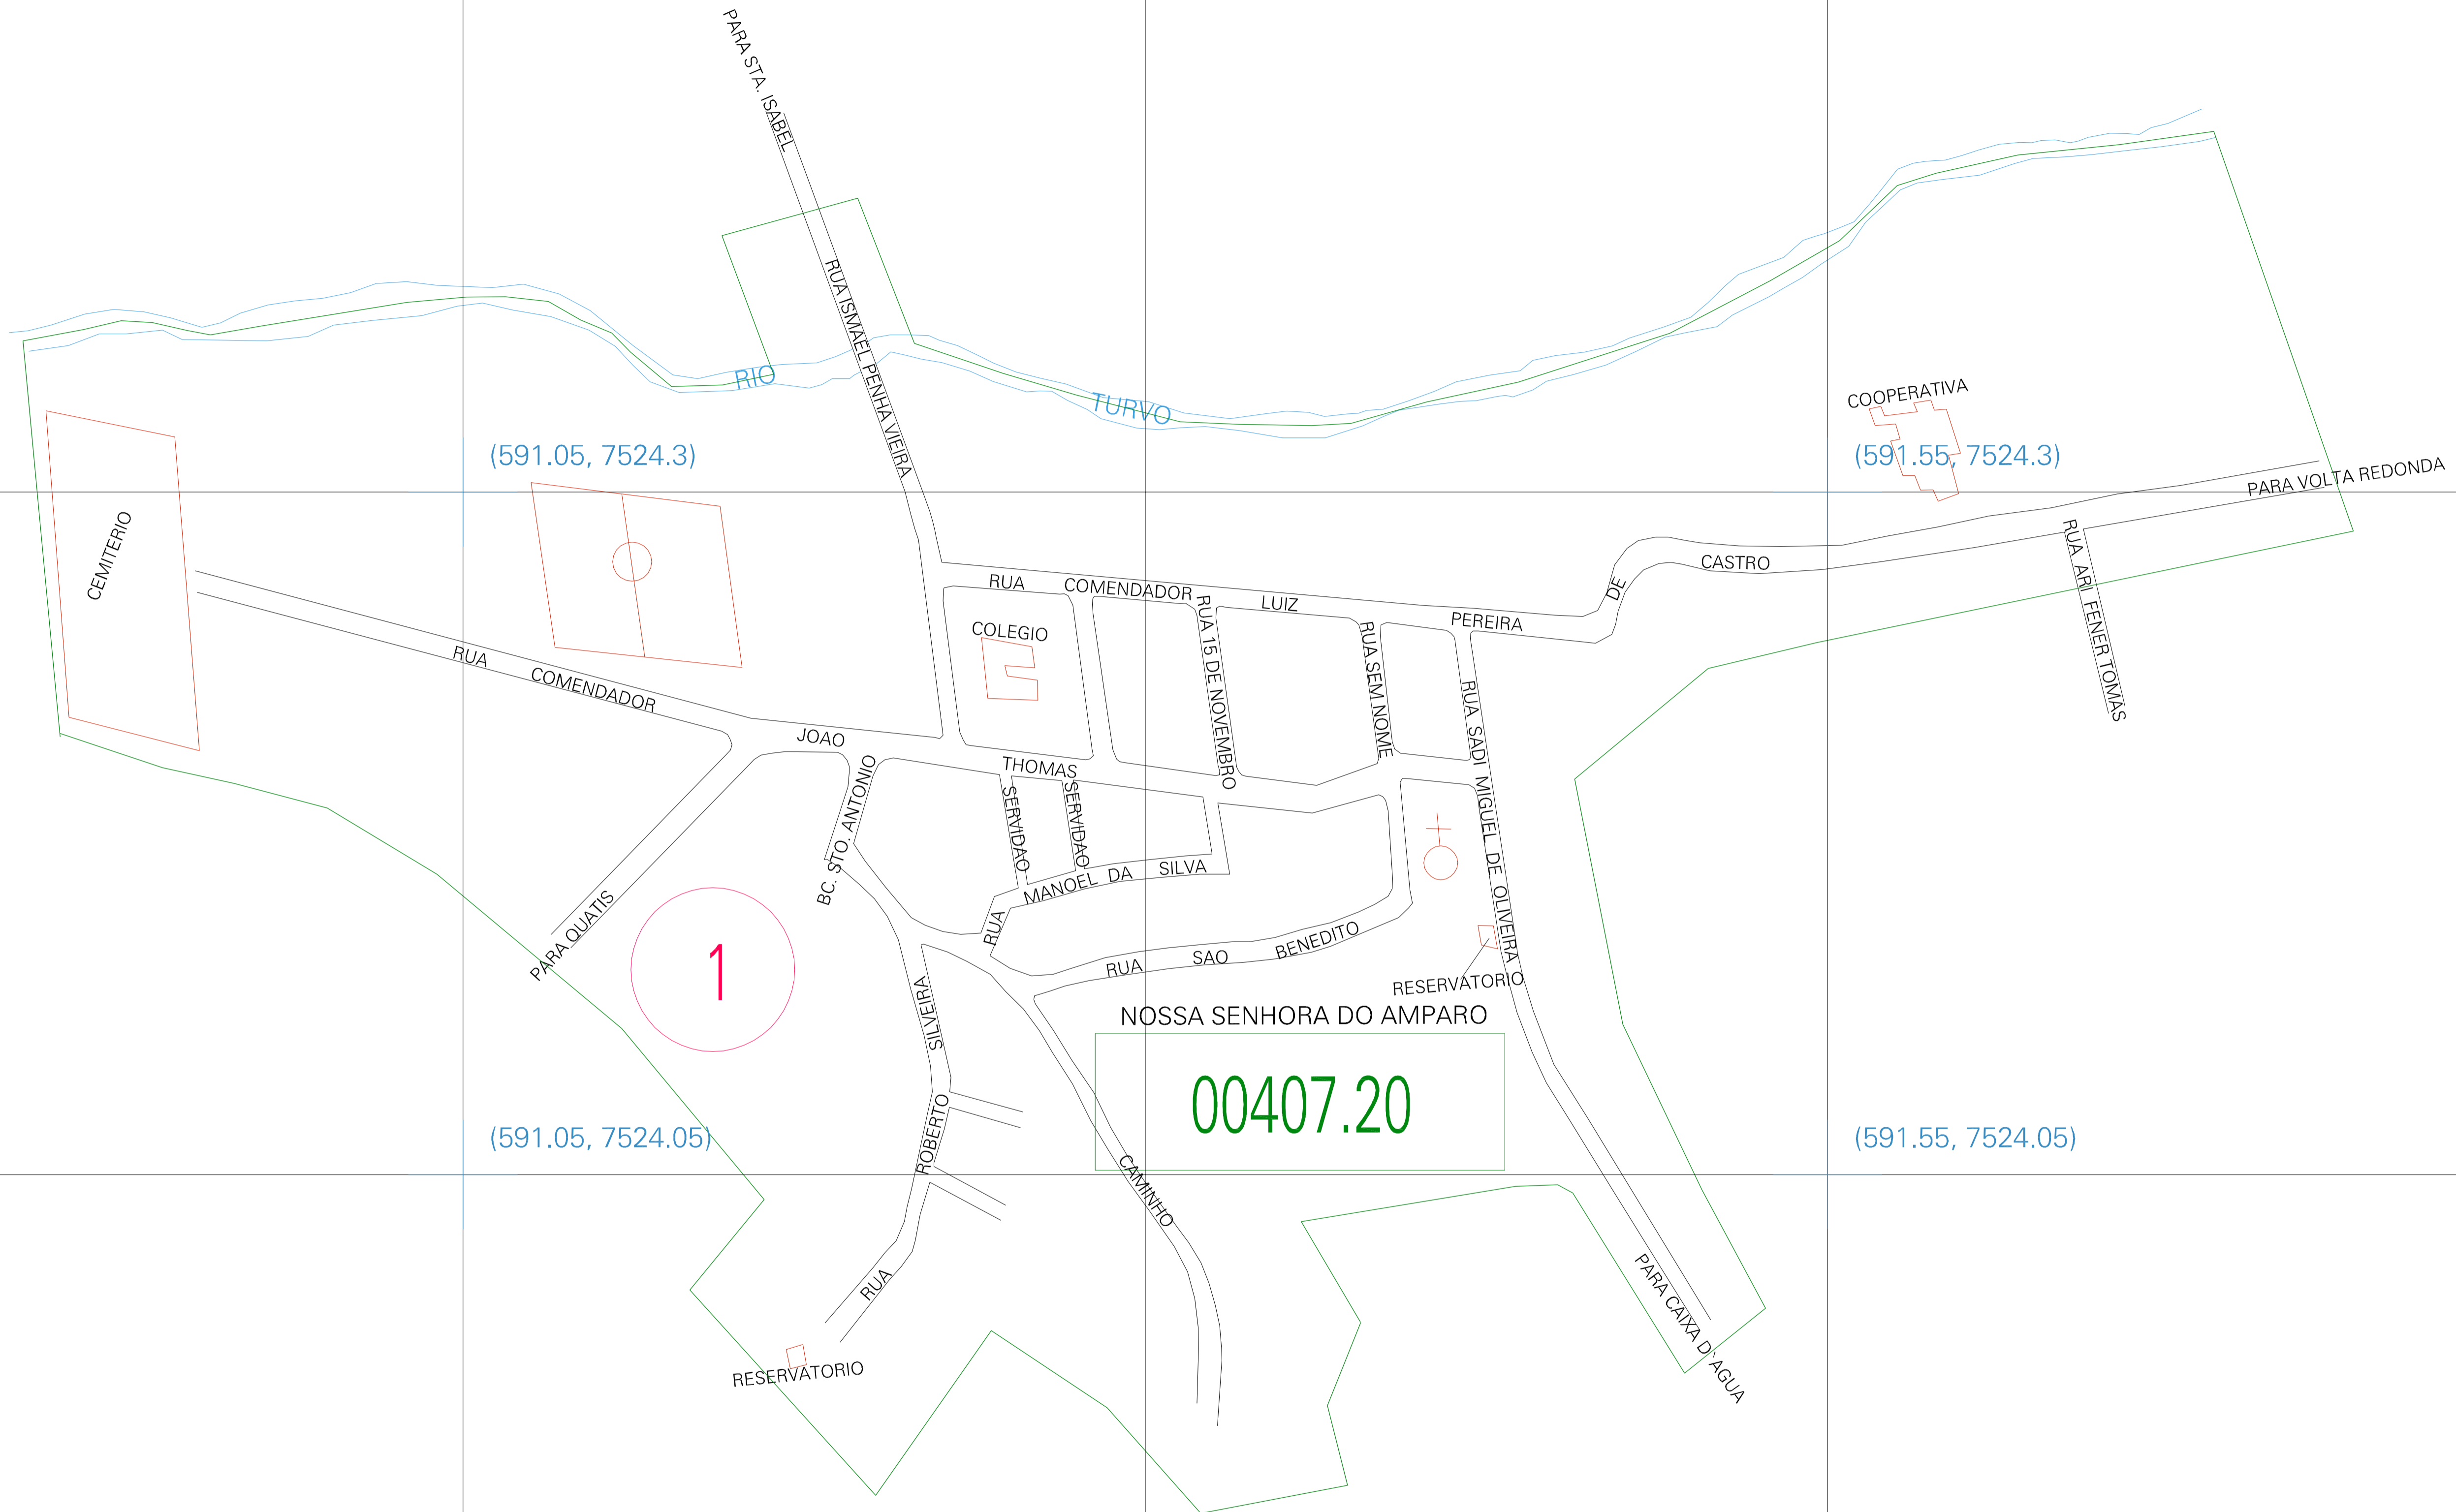 PARA STA. ISABEL
RUA ISMAEL PENHA VIEIRA
RIO TURVO
COOPERATIVA
(591.05, 7524.3)
(591.55, 7524.3)
PARA VOLTA REDONDA
CEMITERIO
RUA COMENDADOR LUIZ PEREIRA DE CASTRO
RUA ARI FENER TOMAS
COLEGIO
RUA 15 DE NOVEMBRO
RUA SEM NOME
RUA SADI MIGUEL DE OLIVEIRA
RUA COMENDADOR JOAO THOMAS
BC. STO. ANTONIO
SERVIDAO
SERVIDAO
RUA MANOEL DA SILVA
PARA QUATIS
RUA SAO BENEDITO
1
RESERVATORIO
NOSSA SENHORA DO AMPARO
00407.20
RUA ROBERTO SILVEIRA
(591.05, 7524.05)
(591.55, 7524.05)
CAMINHO
PARA CAIXA D`AGUA
RESERVATORIO